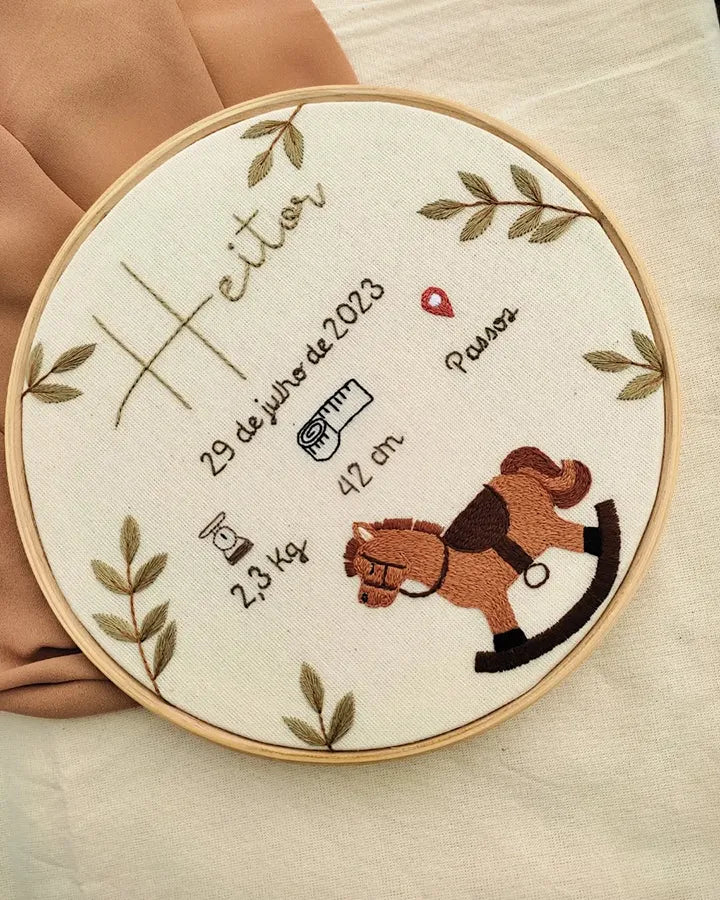 Heitor
29 de julho de 2023
Passos
42 cm
2,3 Kg